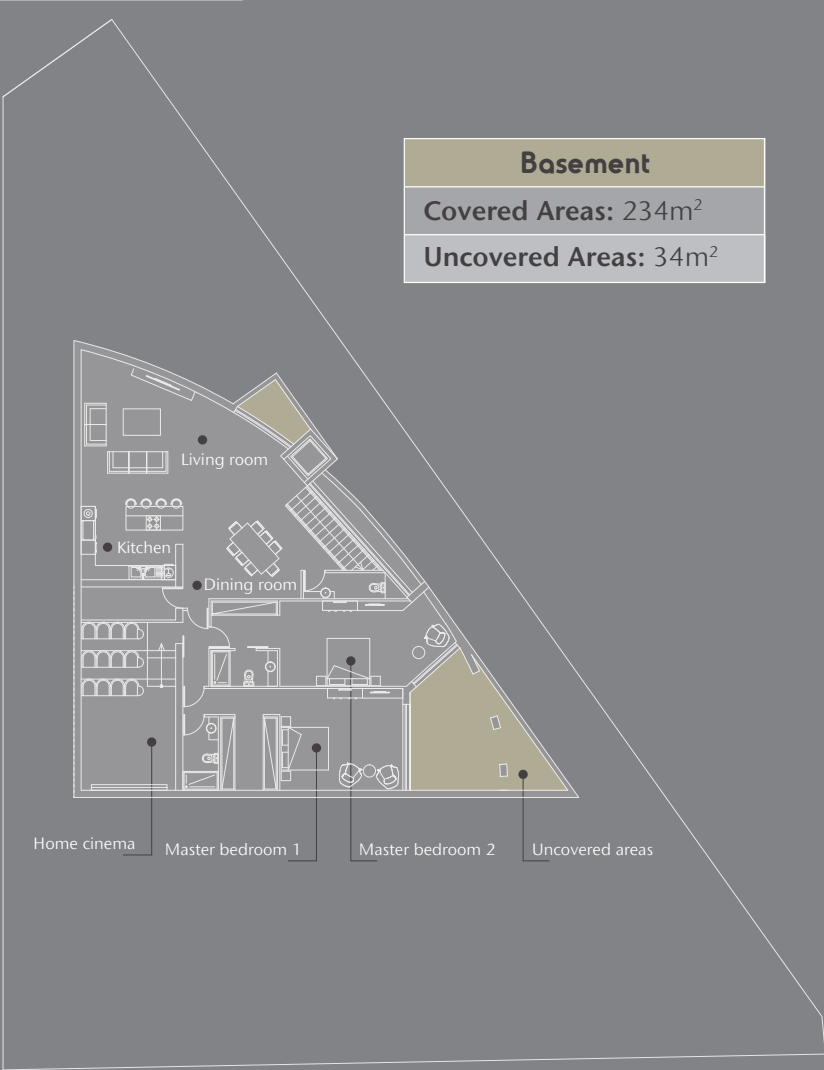 Basement
Covered Areas: 234m²
Uncovered Areas: 34m²
Living room
Kitchen
Dining room
Home cinema
Master bedroom 1
Master bedroom 2
Uncovered areas